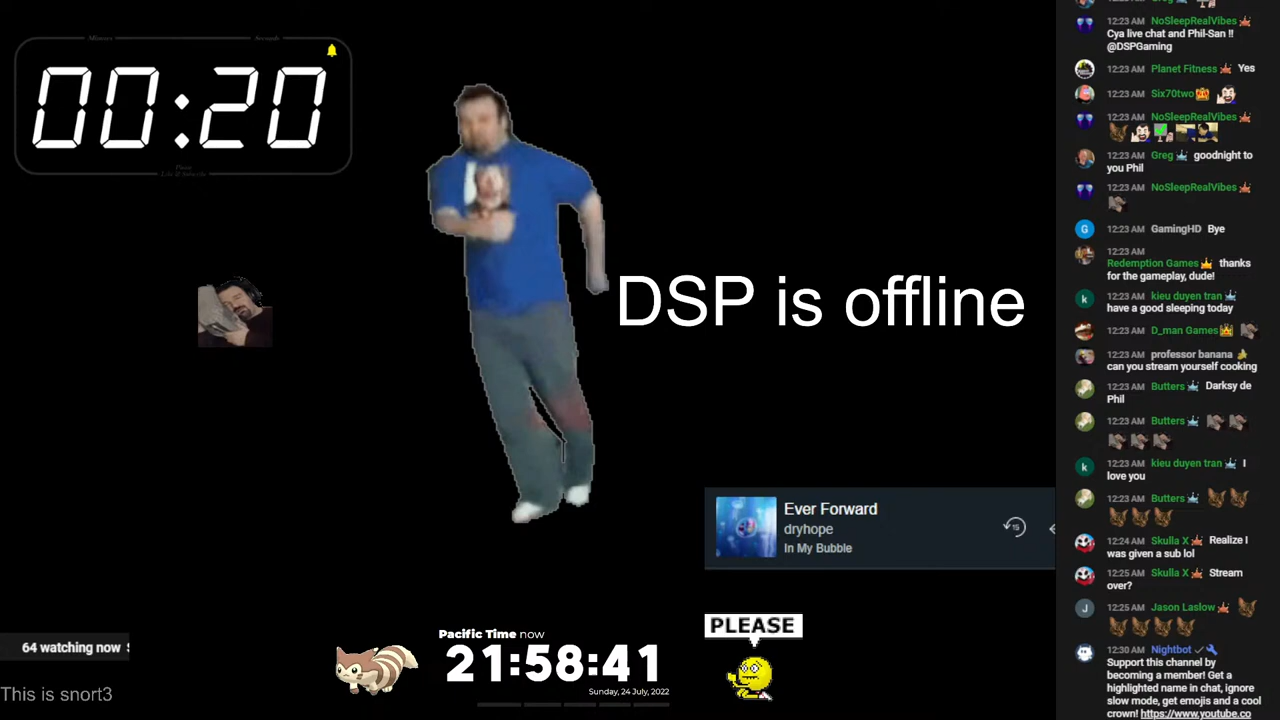 Minutes
Seconds
00:20
DSP is offline
Ever Forward
dryhope
In My Bubble
15
Pacific Time now
21:58:41
Sunday, 24 July, 2022
PLEASE
64 watching now
This is snort3
12:23 AM NoSleepRealVibes
Cya live chat and Phil-San !!
@DSPGaming
12:23 AM Planet Fitness Yes
12:23 AM Six70two
12:23 AM NoSleepRealVibes
12:23 AM Greg goodnight to
you Phil
12:23 AM NoSleepRealVibes
G
12:23 AM GamingHD Bye
12:23 AM
Redemption Games thanks
for the gameplay, dude!
k
12:23 AM kieu duyen tran
have a good sleeping today
12:23 AM D_man Games
12:23 AM professor banana
can you stream yourself cooking
12:23 AM Butters Darksy de
Phil
12:23 AM Butters
k
12:23 AM kieu duyen tran I
love you
12:23 AM Butters
12:24 AM Skulla X Realize I
was given a sub lol
12:25 AM Skulla X Stream
over?
J
12:25 AM Jason Laslow
12:30 AM Nightbot
Support this channel by
becoming a member! Get a
highlighted name in chat, ignore
slow mode, get emojis and a cool
crown! https://www.youtube.co